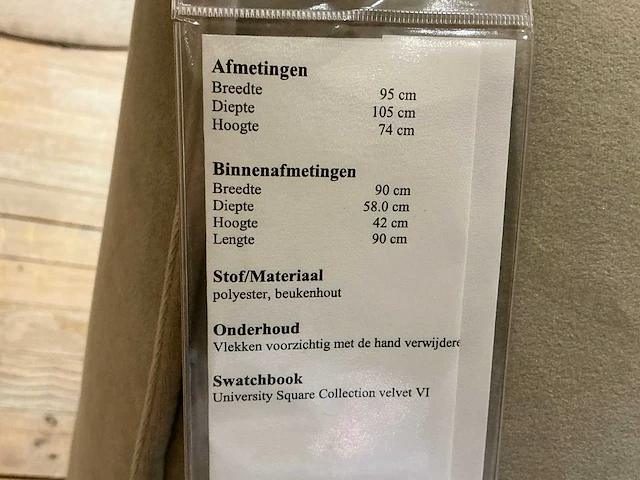 Afmetingen
Breedte 95 cm
Diepte 105 cm
Hoogte 74 cm
Binnenafmetingen
Breedte 90 cm
Diepte 58.0 cm
Hoogte 42 cm
Lengte 90 cm
Stof/Materiaal
polyester, beukenhout
Onderhoud
Vlekken voorzichtig met de hand verwijdere
Swatchbook
University Square Collection velvet VI